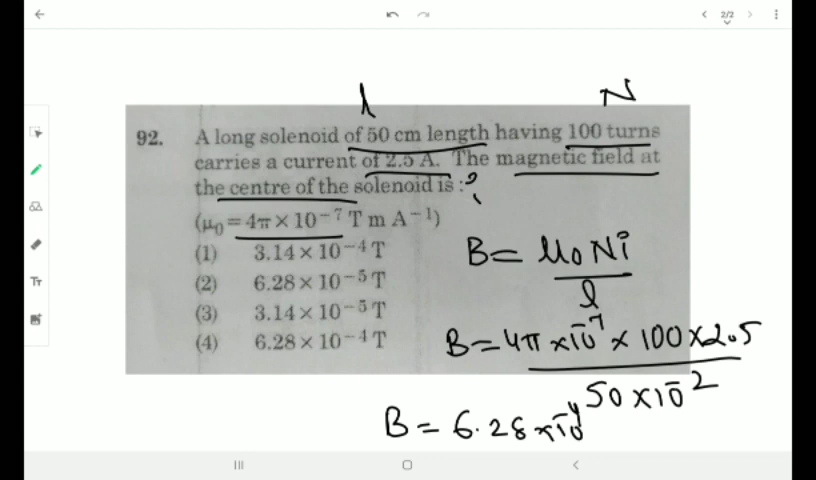 2/2
l N
92. A long solenoid of 50 cm length having 100 turns
carries a current of 2.5 A. The magnetic field at
the centre of the solenoid is : ?
(μ₀ = 4π × 10⁻⁷ T m A⁻¹)
(1) 3.14 × 10⁻⁴ T
(2) 6.28 × 10⁻⁵ T
(3) 3.14 × 10⁻⁵ T
(4) 6.28 × 10⁻⁴ T
B = μ₀Ni
l
B = 4π × 10⁻⁷ × 100 × 2.5
50 × 10⁻²
B = 6.28 × 10⁻⁴
Tт